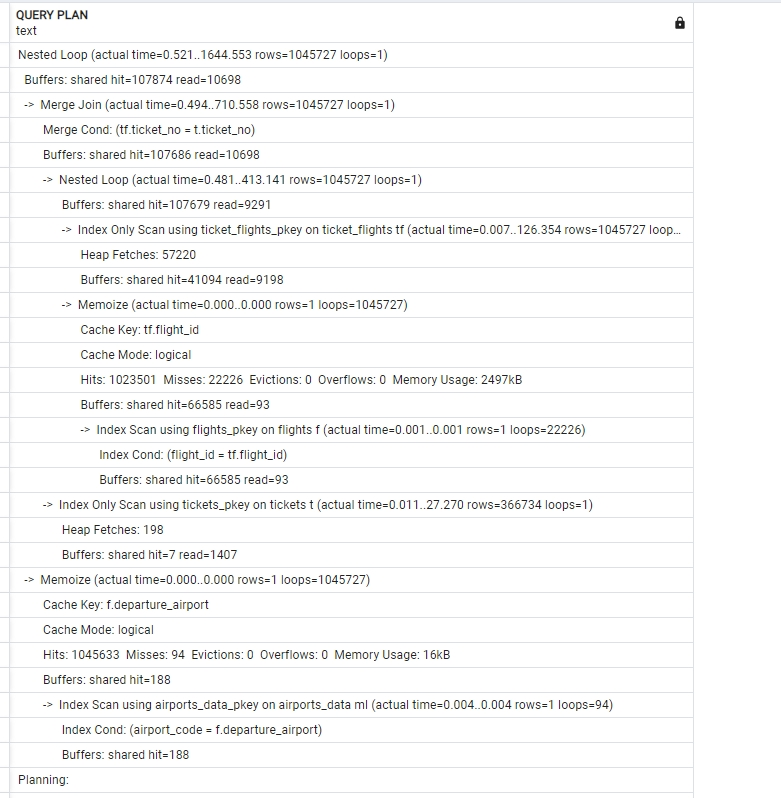 QUERY PLAN
text
Nested Loop (actual time=0.521..1644.553 rows=1045727 loops=1)
Buffers: shared hit=107874 read=10698
-> Merge Join (actual time=0.494..710.558 rows=1045727 loops=1)
Merge Cond: (tf.ticket_no = t.ticket_no)
Buffers: shared hit=107686 read=10698
-> Nested Loop (actual time=0.481..413.141 rows=1045727 loops=1)
Buffers: shared hit=107679 read=9291
-> Index Only Scan using ticket_flights_pkey on ticket_flights tf (actual time=0.007..126.354 rows=1045727 loop...
Heap Fetches: 57220
Buffers: shared hit=41094 read=9198
-> Memoize (actual time=0.000..0.000 rows=1 loops=1045727)
Cache Key: tf.flight_id
Cache Mode: logical
Hits: 1023501 Misses: 22226 Evictions: 0 Overflows: 0 Memory Usage: 2497kB
Buffers: shared hit=66585 read=93
-> Index Scan using flights_pkey on flights f (actual time=0.001..0.001 rows=1 loops=22226)
Index Cond: (flight_id = tf.flight_id)
Buffers: shared hit=66585 read=93
-> Index Only Scan using tickets_pkey on tickets t (actual time=0.011..27.270 rows=366734 loops=1)
Heap Fetches: 198
Buffers: shared hit=7 read=1407
-> Memoize (actual time=0.000..0.000 rows=1 loops=1045727)
Cache Key: f.departure_airport
Cache Mode: logical
Hits: 1045633 Misses: 94 Evictions: 0 Overflows: 0 Memory Usage: 16kB
Buffers: shared hit=188
-> Index Scan using airports_data_pkey on airports_data ml (actual time=0.004..0.004 rows=1 loops=94)
Index Cond: (airport_code = f.departure_airport)
Buffers: shared hit=188
Planning: